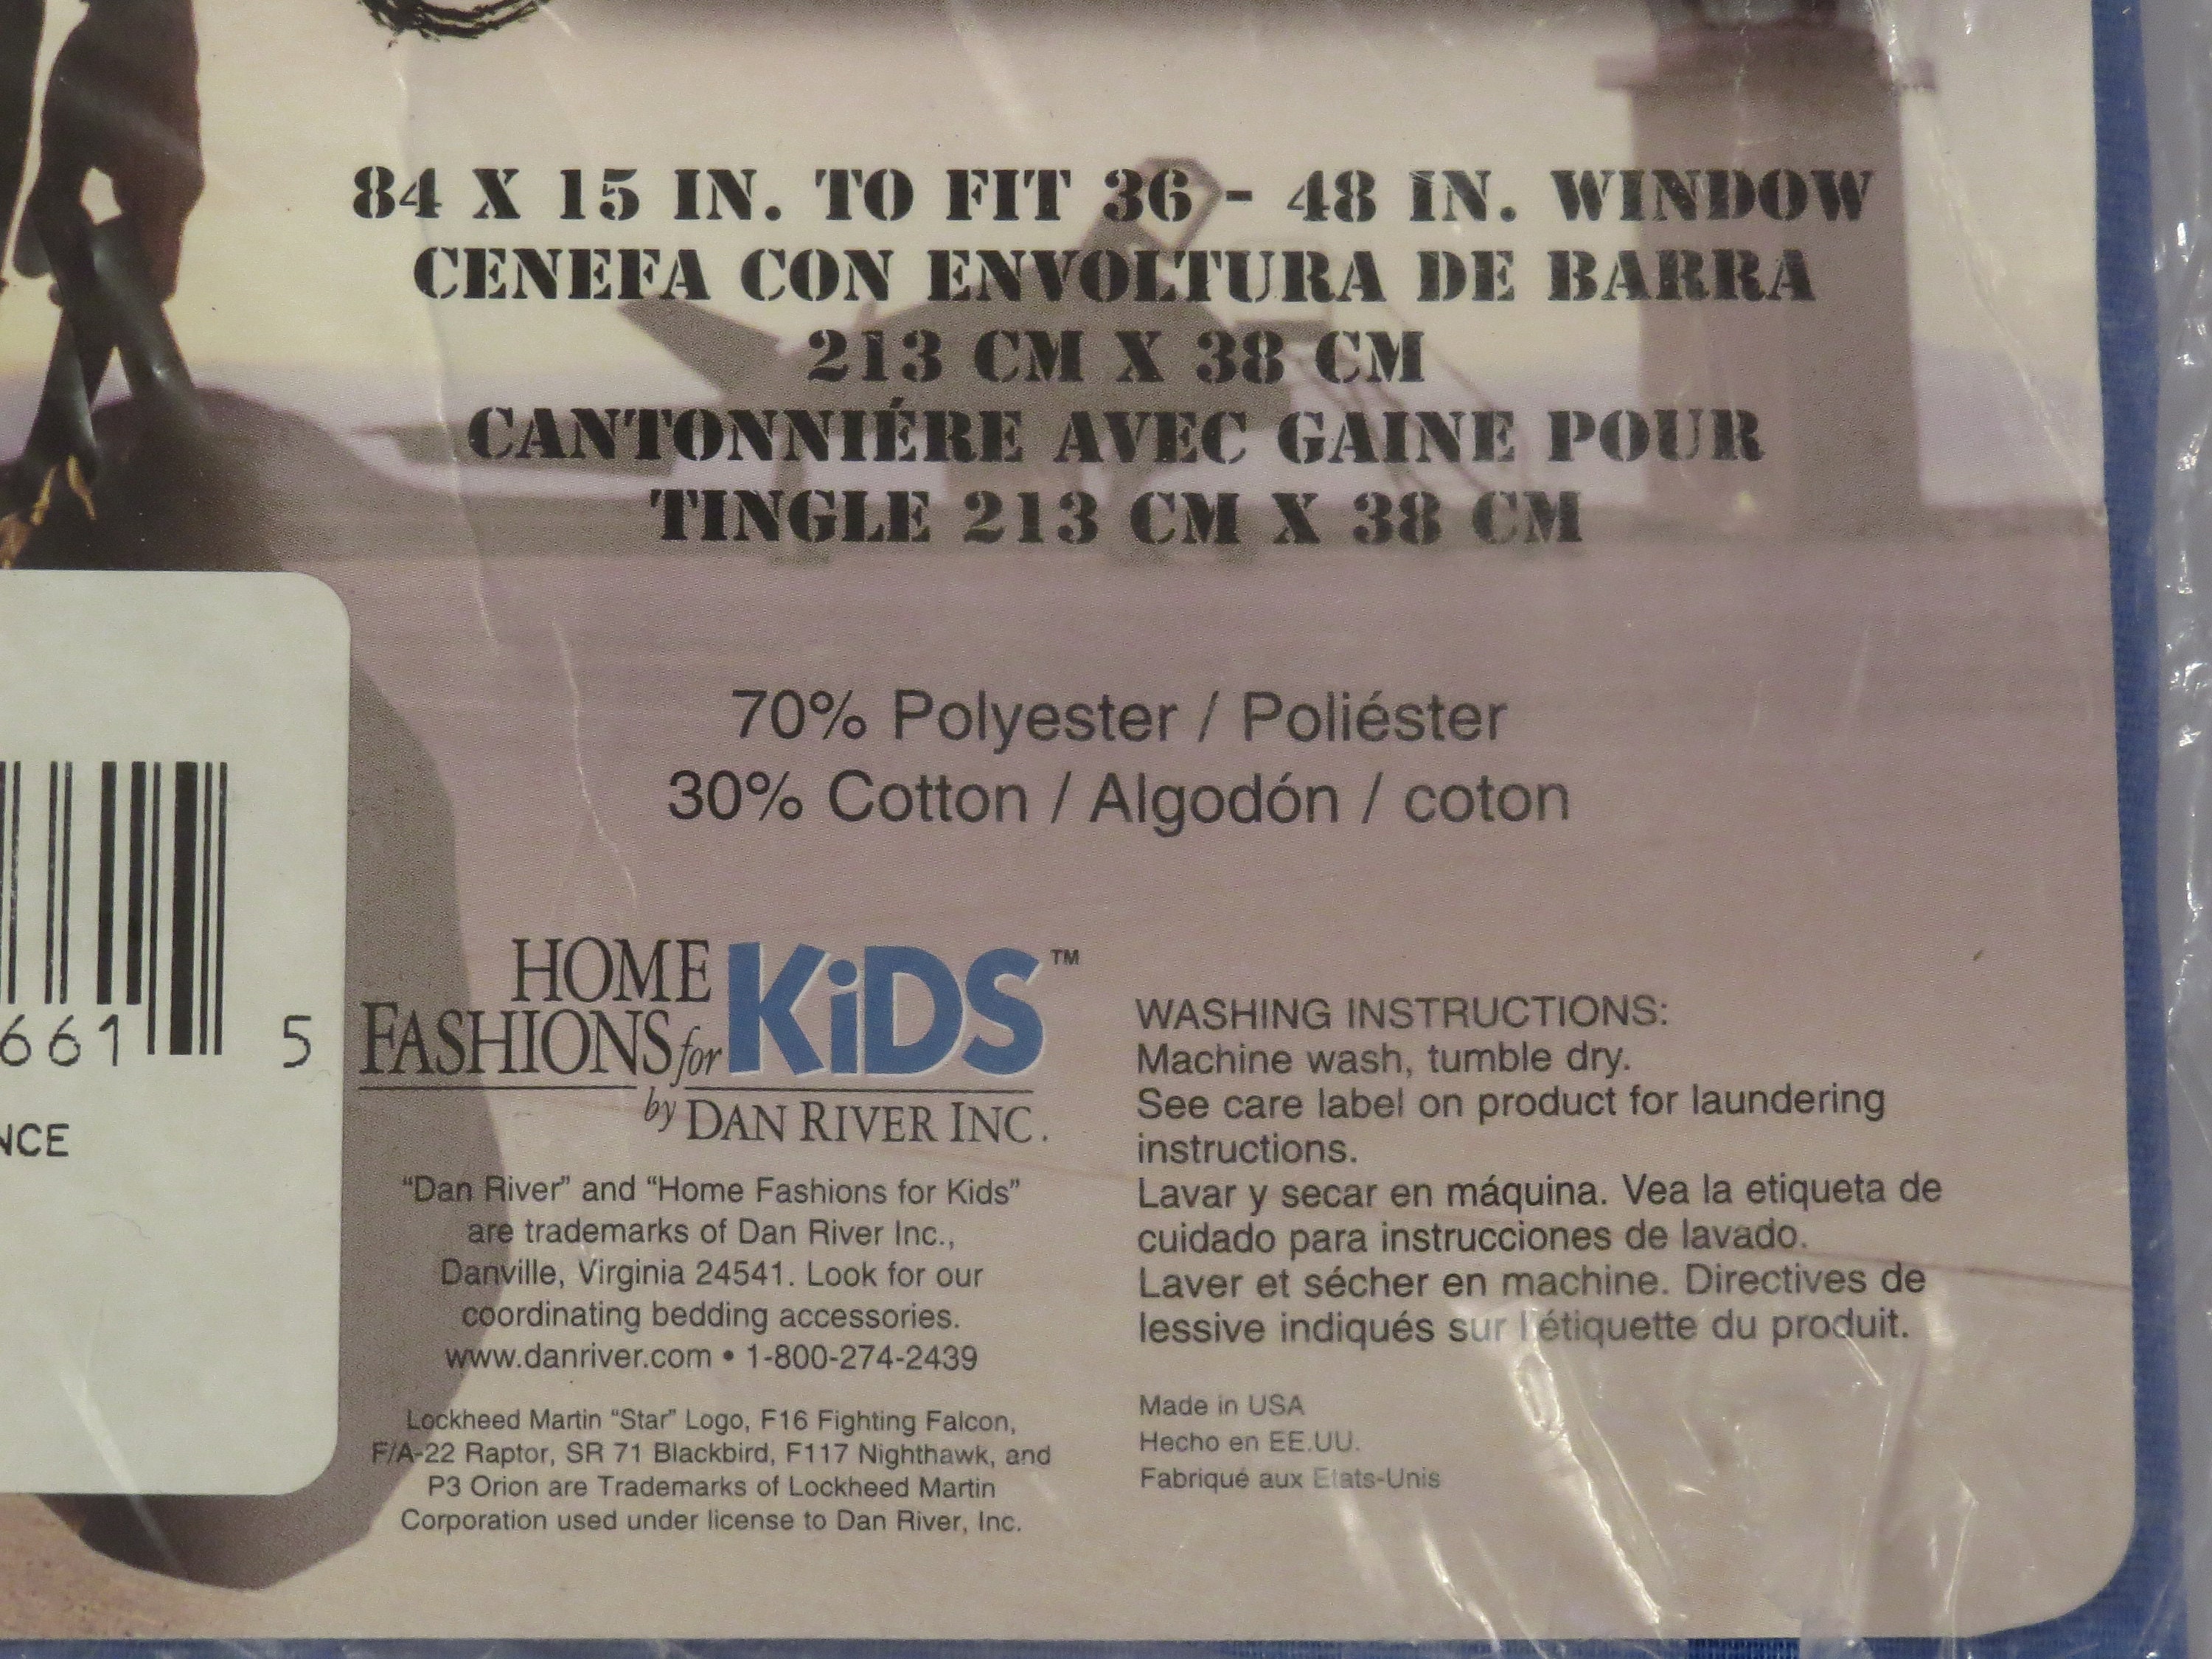 84 X 15 IN. TO FIT 36 - 48 IN. WINDOW
CENEFA CON ENVOLTURA DE BARRA
213 CM X 38 CM
CANTONNIÉRE AVEC GAINE POUR
TINGLE 213 CM X 38 CM
70% Polyester / Poliéster
30% Cotton / Algodón / coton
661 5
NCE
HOME
FASHIONS for KiDS™
by DAN RIVER INC.
"Dan River" and "Home Fashions for Kids"
are trademarks of Dan River Inc.,
Danville, Virginia 24541. Look for our
coordinating bedding accessories.
www.danriver.com • 1-800-274-2439
Lockheed Martin "Star" Logo, F16 Fighting Falcon,
F/A-22 Raptor, SR 71 Blackbird, F117 Nighthawk, and
P3 Orion are Trademarks of Lockheed Martin
Corporation used under license to Dan River, Inc.
WASHING INSTRUCTIONS:
Machine wash, tumble dry.
See care label on product for laundering
instructions.
Lavar y secar en máquina. Vea la etiqueta de
cuidado para instrucciones de lavado.
Laver et sécher en machine. Directives de
lessive indiqués sur l'étiquette du produit.
Made in USA
Hecho en EE.UU.
Fabriqué aux Etats-Unis